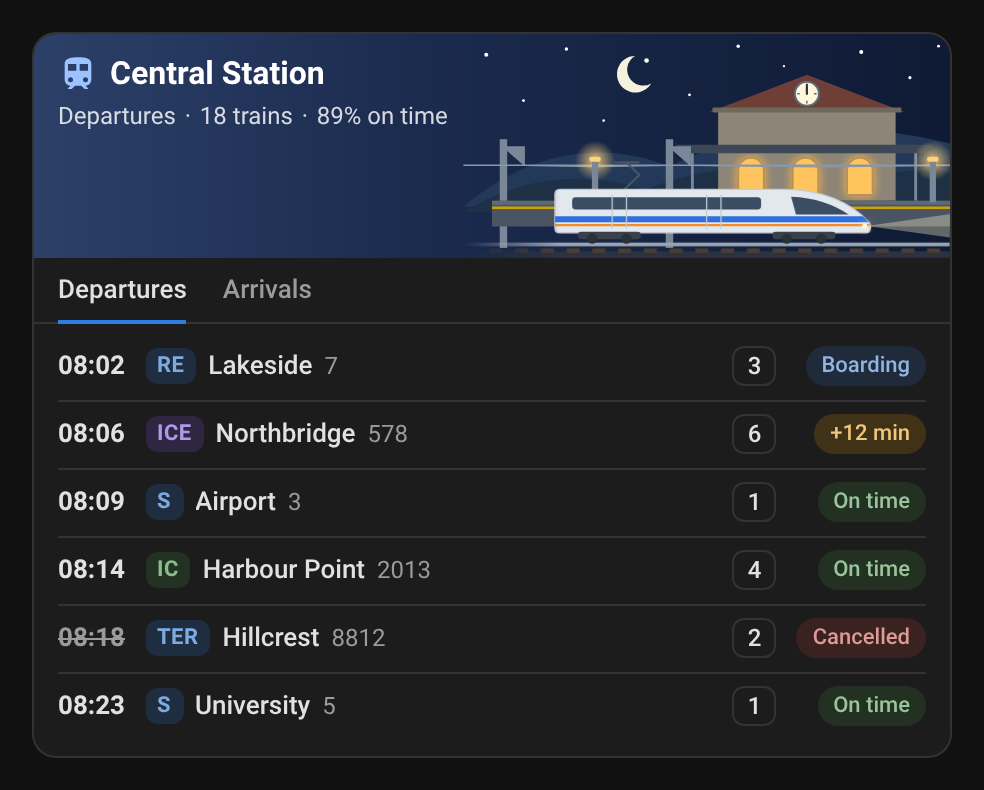 Central Station
Departures · 18 trains · 89% on time
Departures Arrivals
08:02 RE Lakeside 7 3 Boarding
08:06 ICE Northbridge 578 6 +12 min
08:09 S Airport 3 1 On time
08:14 IC Harbour Point 2013 4 On time
08:18 TER Hillcrest 8812 2 Cancelled
08:23 S University 5 1 On time